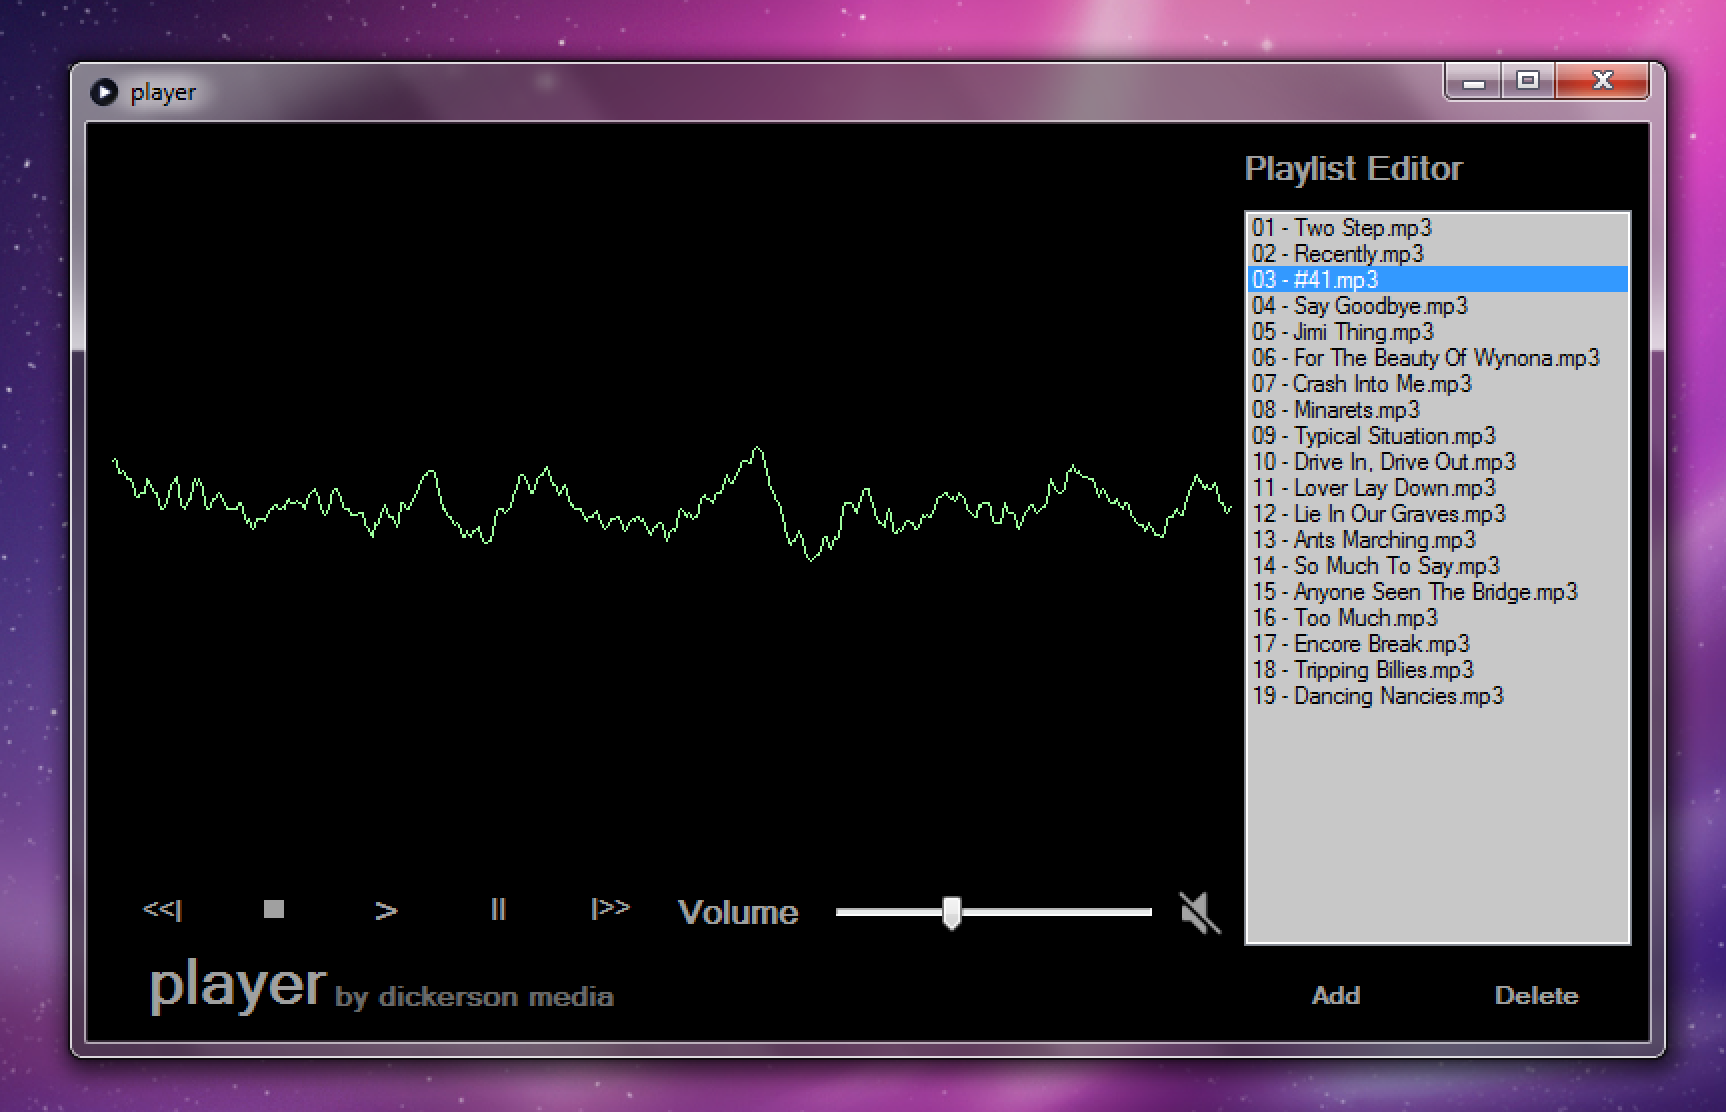 player
Playlist Editor
01 - Two Step.mp3
02 - Recently.mp3
03 - #41.mp3
04 - Say Goodbye.mp3
05 - Jimi Thing.mp3
06 - For The Beauty Of Wynona.mp3
07 - Crash Into Me.mp3
08 - Minarets.mp3
09 - Typical Situation.mp3
10 - Drive In, Drive Out.mp3
11 - Lover Lay Down.mp3
12 - Lie In Our Graves.mp3
13 - Ants Marching.mp3
14 - So Much To Say.mp3
15 - Anyone Seen The Bridge.mp3
16 - Too Much.mp3
17 - Encore Break.mp3
18 - Tripping Billies.mp3
19 - Dancing Nancies.mp3
<<| > || |>> Volume
player by dickerson media
Add Delete